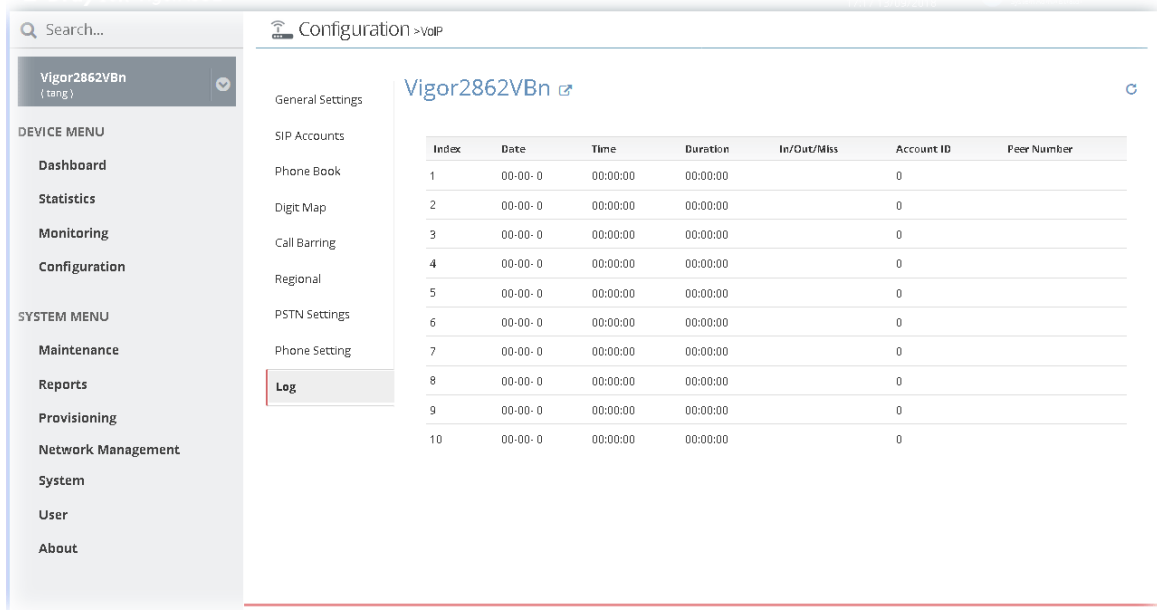 Search...
Configuration >VoIP
Vigor2862VBn
( tang )
DEVICE MENU
Dashboard
Statistics
Monitoring
Configuration
SYSTEM MENU
Maintenance
Reports
Provisioning
Network Management
System
User
About
General Settings
SIP Accounts
Phone Book
Digit Map
Call Barring
Regional
PSTN Settings
Phone Setting
Log
Vigor2862VBn
Index Date Time Duration In/Out/Miss Account ID Peer Number
1 00-00- 0 00:00:00 00:00:00 0
2 00-00- 0 00:00:00 00:00:00 0
3 00-00- 0 00:00:00 00:00:00 0
4 00-00- 0 00:00:00 00:00:00 0
5 00-00- 0 00:00:00 00:00:00 0
6 00-00- 0 00:00:00 00:00:00 0
7 00-00- 0 00:00:00 00:00:00 0
8 00-00- 0 00:00:00 00:00:00 0
9 00-00- 0 00:00:00 00:00:00 0
10 00-00- 0 00:00:00 00:00:00 0